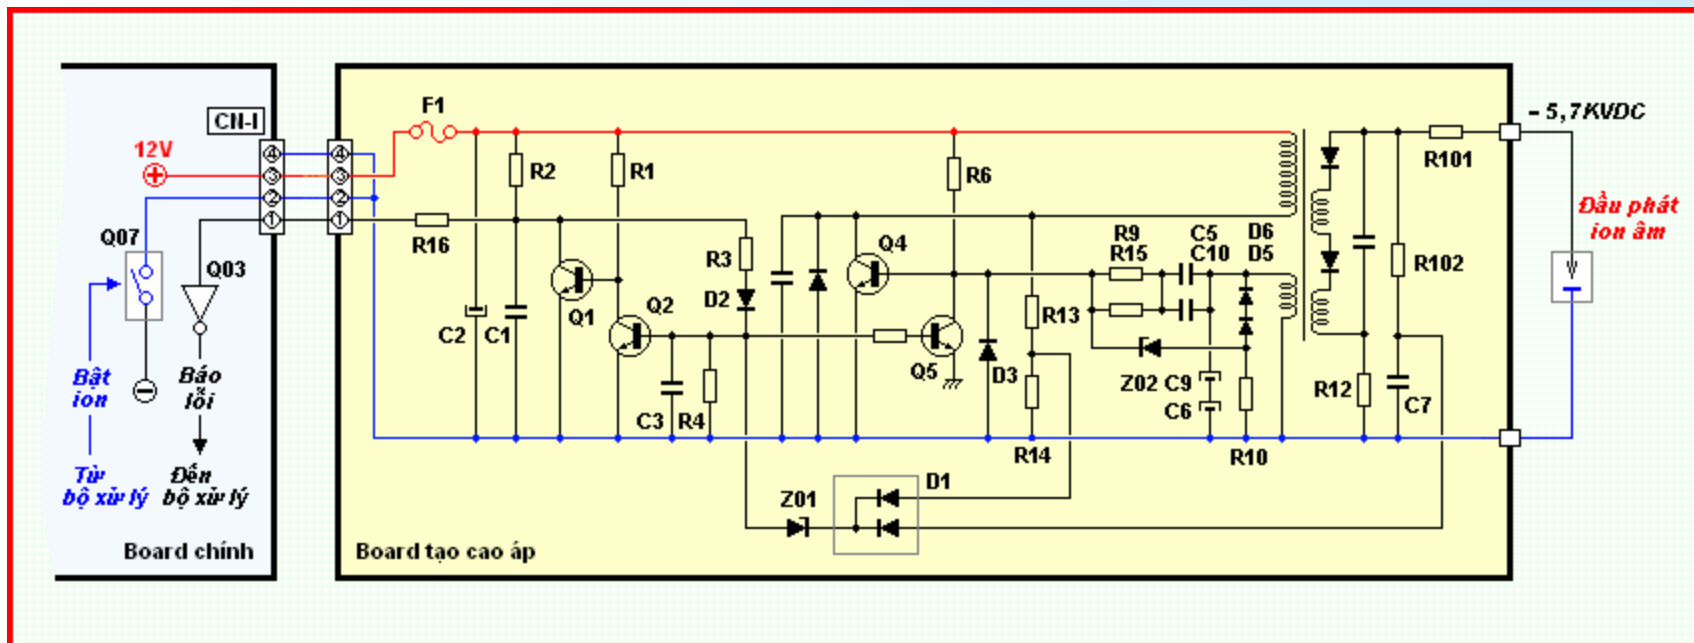 CN-I
12V
4
3
2
1
4
3
2
1
F1
R2
R1
R6
R101
– 5,7KVDC
Đầu phát
ion âm
R16
Q07
Q03
R3
D2
Q1
Q2
Q4
Q5
R9
R15
C5
C10
D6
D5
R102
R13
C2
C1
C3
R4
D3
Z02
C9
C6
R12
C7
R14
R10
Bật
ion
Báo
lỗi
Từ
bộ xử lý
Đến
bộ xử lý
Z01
D1
Board chính
Board tạo cao áp